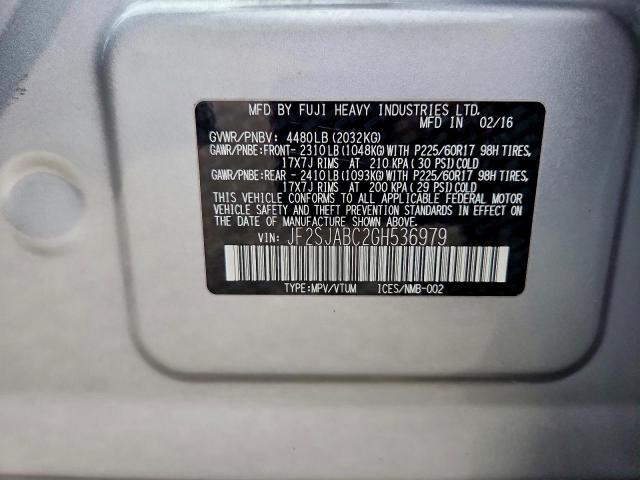 MFD BY FUJI HEAVY INDUSTRIES LTD.
MFD IN 02/16
GVWR/PNBV: 4480LB (2032KG)
GAWR/PNBE:FRONT- 2310LB (1048KG) WITH P225/60R17 98H TIRES,
17X7J RIMS AT 210 KPA (30 PSI) COLD
GAWR/PNBE:REAR - 2410LB (1093KG) WITH P225/60R17 98H TIRES,
17X7J RIMS AT 200 KPA (29 PSI) COLD
THIS VEHICLE CONFORMS TO ALL APPLICABLE FEDERAL MOTOR
VEHICLE SAFETY AND THEFT PREVENTION STANDARDS IN EFFECT ON
THE DATE OF MANUFACTURE SHOWN ABOVE.
VIN: JF2SJABC2GH536979
TYPE:MPV/VTUM ICES/NMB-002